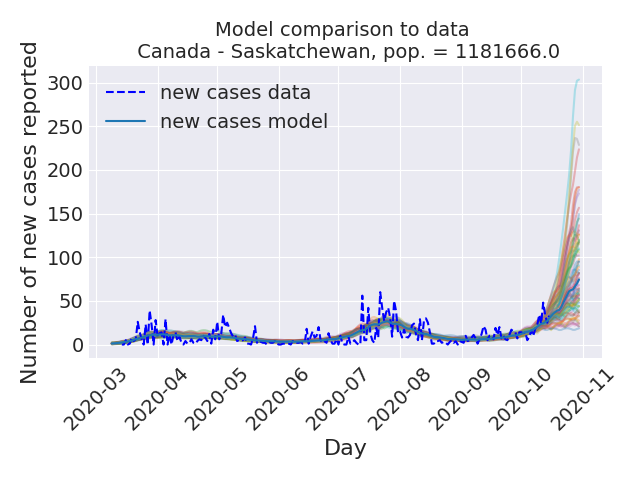 Model comparison to data
Canada - Saskatchewan, pop. = 1181666.0
Number of new cases reported
300
250
200
150
100
50
0
new cases data
new cases model
2020-03
2020-04
2020-05
2020-06
2020-07
2020-08
2020-09
2020-10
2020-11
Day